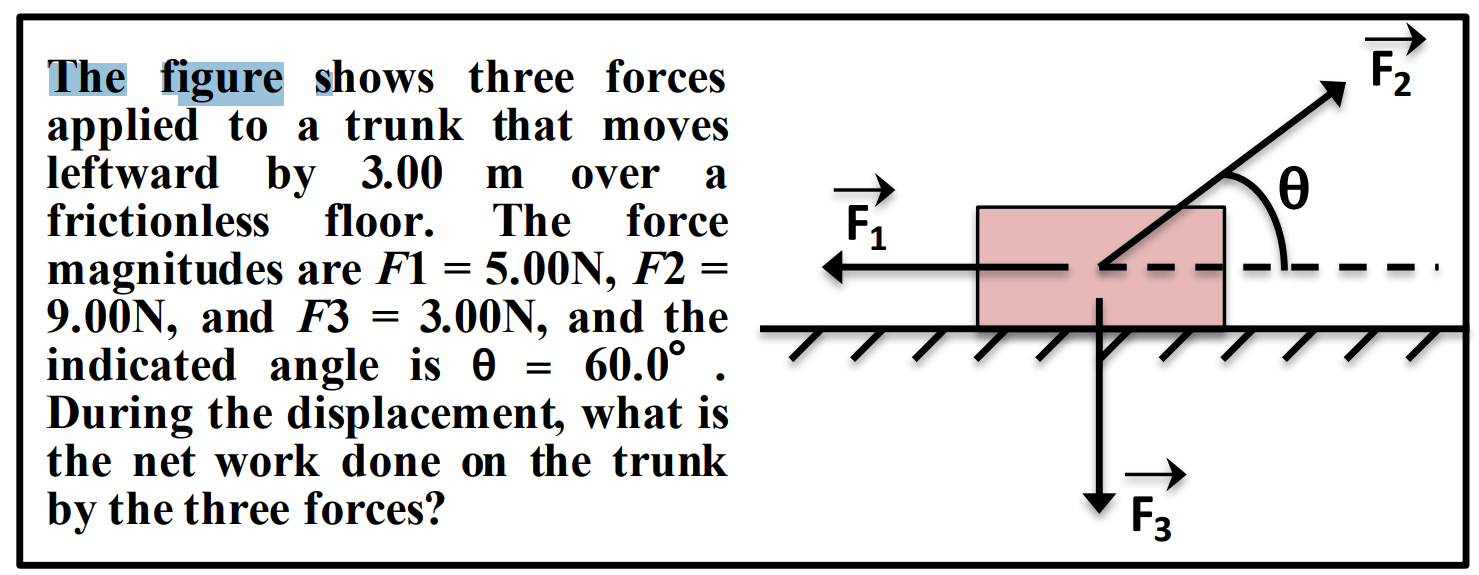 The figure shows three forces
applied to a trunk that moves
leftward by 3.00 m over a
frictionless floor. The force
magnitudes are F1 = 5.00N, F2 =
9.00N, and F3 = 3.00N, and the
indicated angle is θ = 60.0° .
During the displacement, what is
the net work done on the trunk
by the three forces?
F₂
θ
F₁
F₃